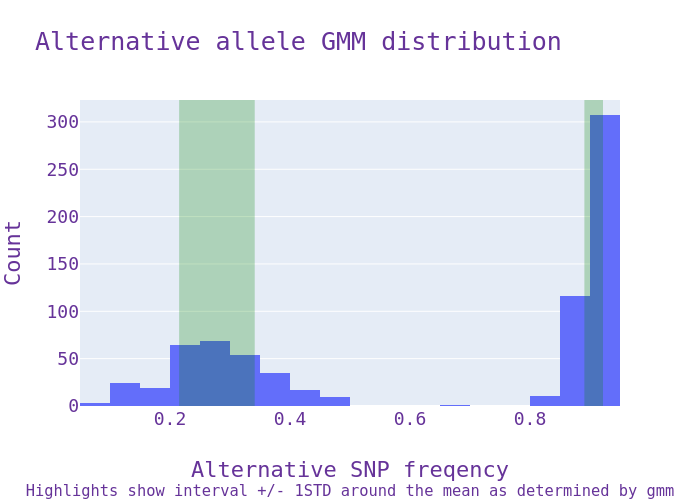 Alternative allele GMM distribution
300
250
200
150
100
50
0
Count
0.2 0.4 0.6 0.8
Alternative SNP freqency
Highlights show interval +/- 1STD around the mean as determined by gmm